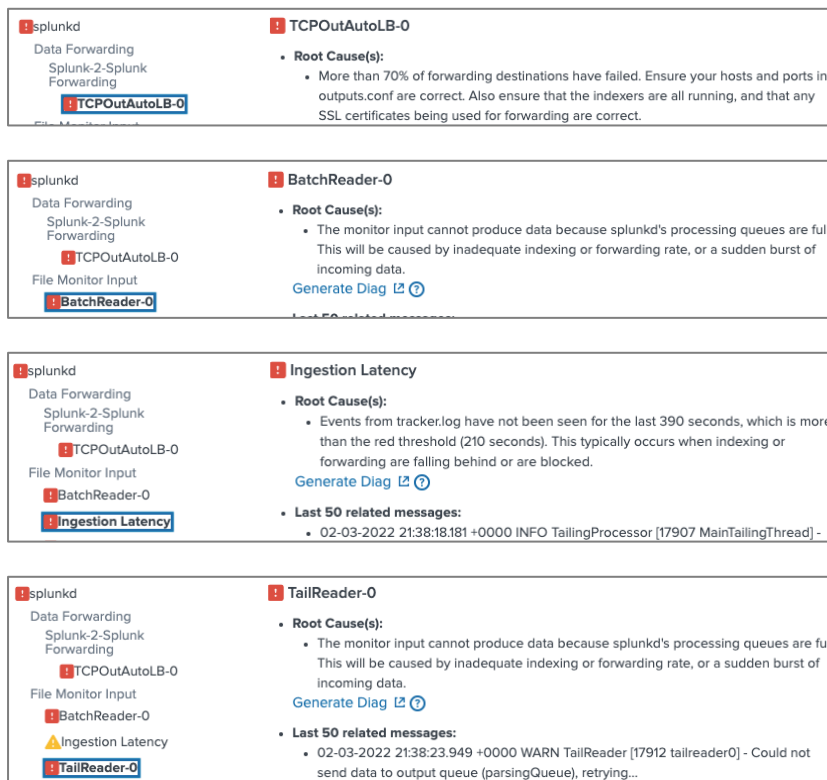 splunkd
Data Forwarding
Splunk-2-Splunk
Forwarding
TCPOutAutoLB-0
File Monitor Input
TCPOutAutoLB-0
Root Cause(s):
More than 70% of forwarding destinations have failed. Ensure your hosts and ports in
outputs.conf are correct. Also ensure that the indexers are all running, and that any
SSL certificates being used for forwarding are correct.
splunkd
Data Forwarding
Splunk-2-Splunk
Forwarding
TCPOutAutoLB-0
File Monitor Input
BatchReader-0
BatchReader-0
Root Cause(s):
The monitor input cannot produce data because splunkd's processing queues are ful
This will be caused by inadequate indexing or forwarding rate, or a sudden burst of
incoming data.
Generate Diag
Last 50 related messages:
splunkd
Data Forwarding
Splunk-2-Splunk
Forwarding
TCPOutAutoLB-0
File Monitor Input
BatchReader-0
Ingestion Latency
Ingestion Latency
Root Cause(s):
Events from tracker.log have not been seen for the last 390 seconds, which is more
than the red threshold (210 seconds). This typically occurs when indexing or
forwarding are falling behind or are blocked.
Generate Diag
Last 50 related messages:
02-03-2022 21:38:18.181 +0000 INFO TailingProcessor [17907 MainTailingThread] -
splunkd
Data Forwarding
Splunk-2-Splunk
Forwarding
TCPOutAutoLB-0
File Monitor Input
BatchReader-0
Ingestion Latency
TailReader-0
TailReader-0
Root Cause(s):
The monitor input cannot produce data because splunkd's processing queues are fu
This will be caused by inadequate indexing or forwarding rate, or a sudden burst of
incoming data.
Generate Diag
Last 50 related messages:
02-03-2022 21:38:23.949 +0000 WARN TailReader [17912 tailreader0] - Could not
send data to output queue (parsingQueue), retrying...